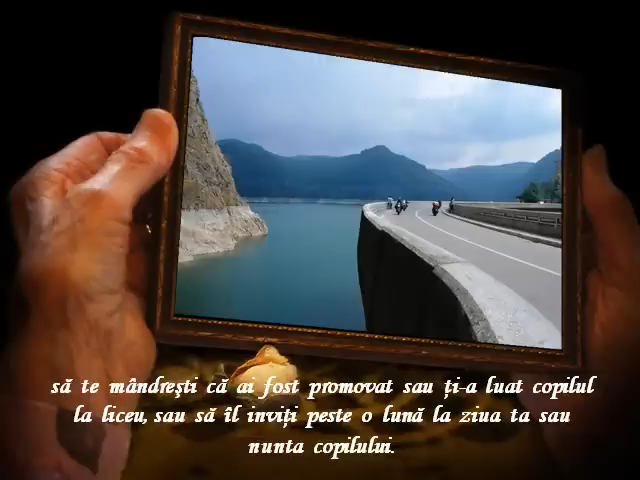 să te mândreşti că ai fost promovat sau ţi-a luat copilul
la liceu, sau să îl inviţi peste o lună la ziua ta sau
nunta copilului.